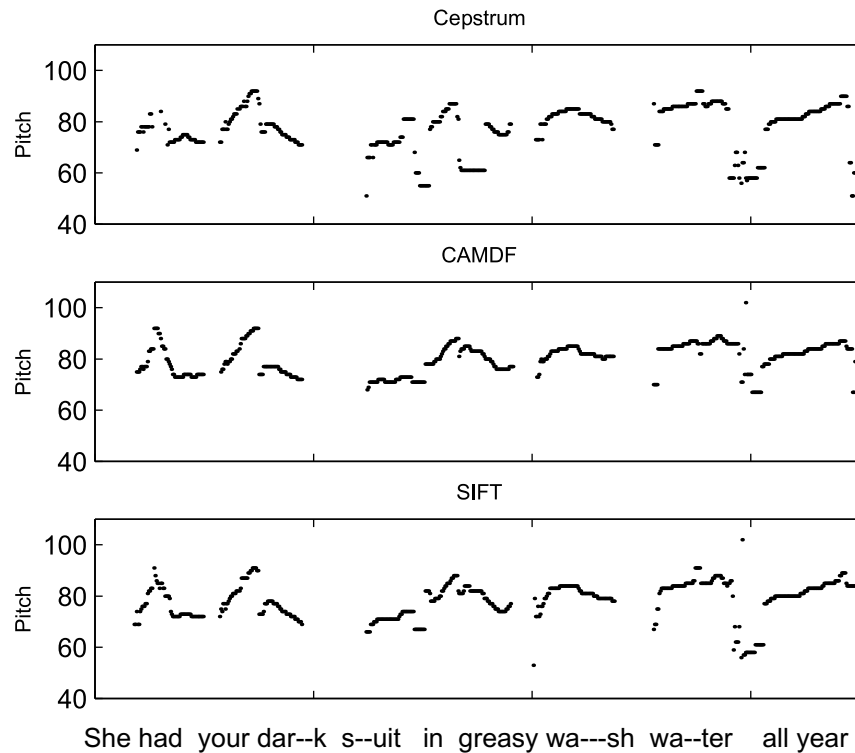 Cepstrum
100
80
60
40
Pitch
CAMDF
100
80
60
40
Pitch
SIFT
100
80
60
40
Pitch
She had your dar--k s--uit in greasy wa---sh wa--ter all year